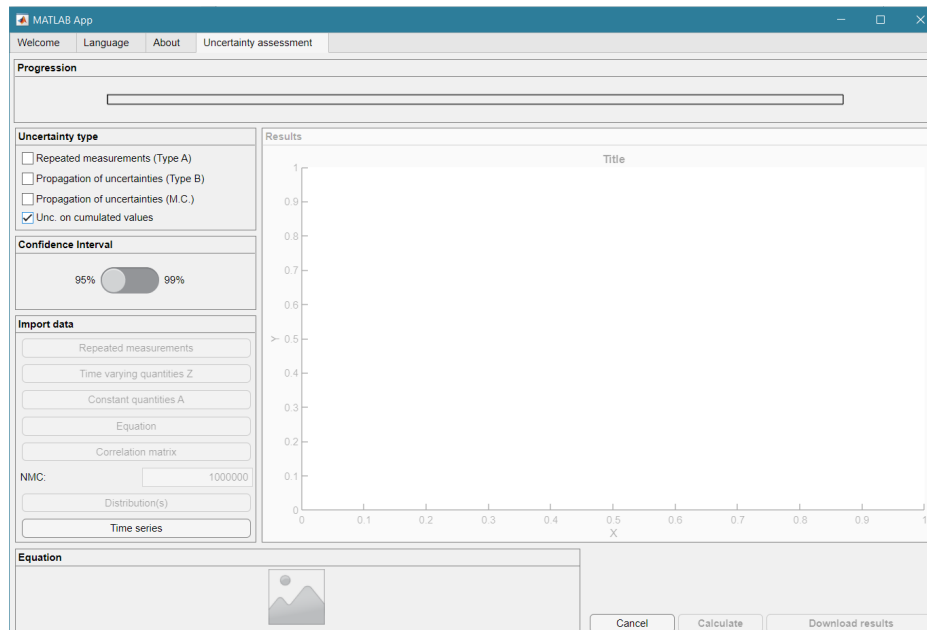 MATLAB App
Welcome Language About Uncertainty assessment
Progression
Uncertainty type
Repeated measurements (Type A)
Propagation of uncertainties (Type B)
Propagation of uncertainties (M.C.)
Unc. on cumulated values
Confidence Interval
95% 99%
Import data
Repeated measurements
Time varying quantities Z
Constant quantities A
Equation
Correlation matrix
NMC: 1000000
Distribution(s)
Time series
Results
Title
1
0.9
0.8
0.7
0.6
Y 0.5
0.4
0.3
0.2
0.1
0
0 0.1 0.2 0.3 0.4 0.5 0.6 0.7 0.8 0.9 1
X
Equation
Cancel Calculate Download results